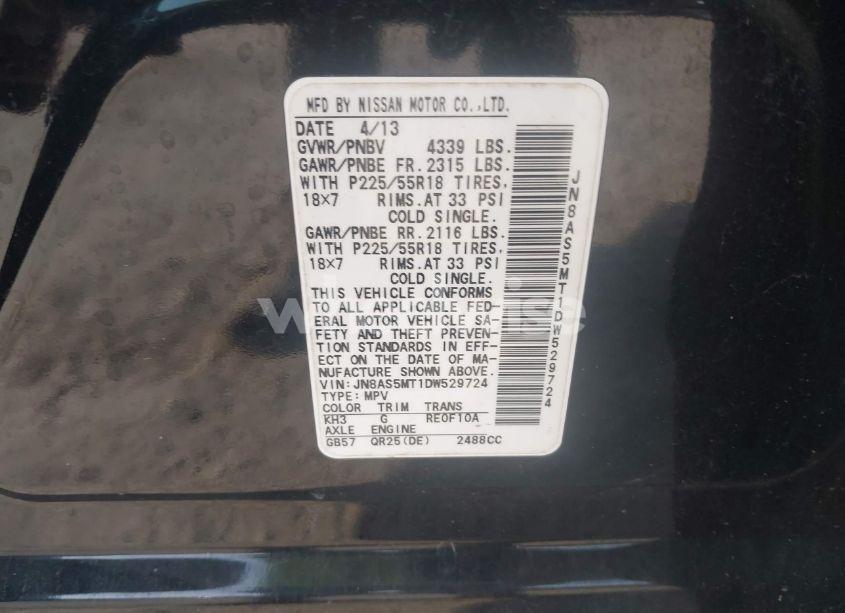 MFD BY NISSAN MOTOR CO.,LTD.
DATE 4/13
GVWR/PNBV 4339 LBS.
GAWR/PNBE FR. 2315 LBS.
WITH P225/55R18 TIRES,
18×7 RIMS.AT 33 PSI
COLD SINGLE.
GAWR/PNBE RR. 2116 LBS.
WITH P225/55R18 TIRES,
18×7 RIMS.AT 33 PSI
COLD SINGLE.
THIS VEHICLE CONFORMS
TO ALL APPLICABLE FED-
ERAL MOTOR VEHICLE SA-
FETY AND THEFT PREVEN-
TION STANDARDS IN EFF-
ECT ON THE DATE OF MA-
NUFACTURE SHOWN ABOVE.
VIN: JN8AS5MT1DW529724
TYPE: MPV
COLOR TRIM TRANS
KH3 G RE0F10A
AXLE ENGINE
GB57 QR25(DE) 2488CC
JN8AS5MT1DW529724